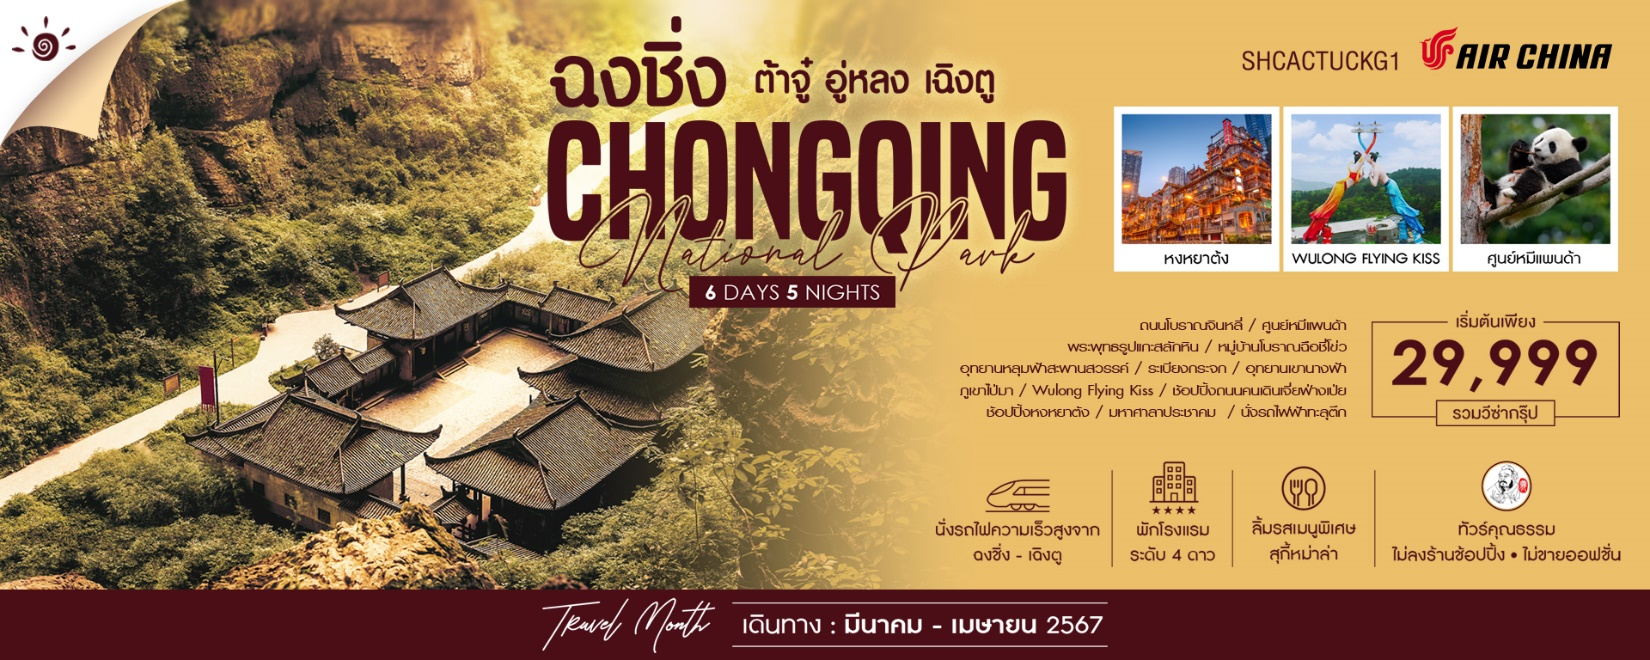 ฉงชิ่ง ต้าจู๋ อู่หลง เฉิงตู
CHONGQING
National Park
6 DAYS 5 NIGHTS
SHCACTUCKG1 AIR CHINA
หงหยาต้ง
WULONG FLYING KISS
ศูนย์หมีแพนด้า
ถนนโบราณจินหลี่ / ศูนย์หมีแพนด้า
พระพุทธรูปแกะสลักหิน / หมู่บ้านโบราณฉือชี่โข่ว
อุทยานหลุมฟ้าสะพานสวรรค์ / ระเบียงกระจก / อุทยานเขานางฟ้า
ภูเขาไป่มา / Wulong Flying Kiss / ช้อปปิ้งถนนคนเดินเจี่ยฟ่างเป่ย
ช้อปปิ้งหงหยาต้ง / มหาศาลาประชาคม / นั่งรถไฟฟ้าทะลุตึก
เริ่มต้นเพียง
29,999
รวมวีซ่ากรุ๊ป
นั่งรถไฟความเร็วสูงจาก
ฉงชิ่ง - เฉิงตู
พักโรงแรม
ระดับ 4 ดาว
ลิ้มรสเมนูพิเศษ
สุกี้หม่าล่า
ทัวร์คุณธรรม
ไม่ลงร้านช้อปปิ้ง • ไม่ขายออฟชั่น
Travel Month เดินทาง : มีนาคม - เมษายน 2567